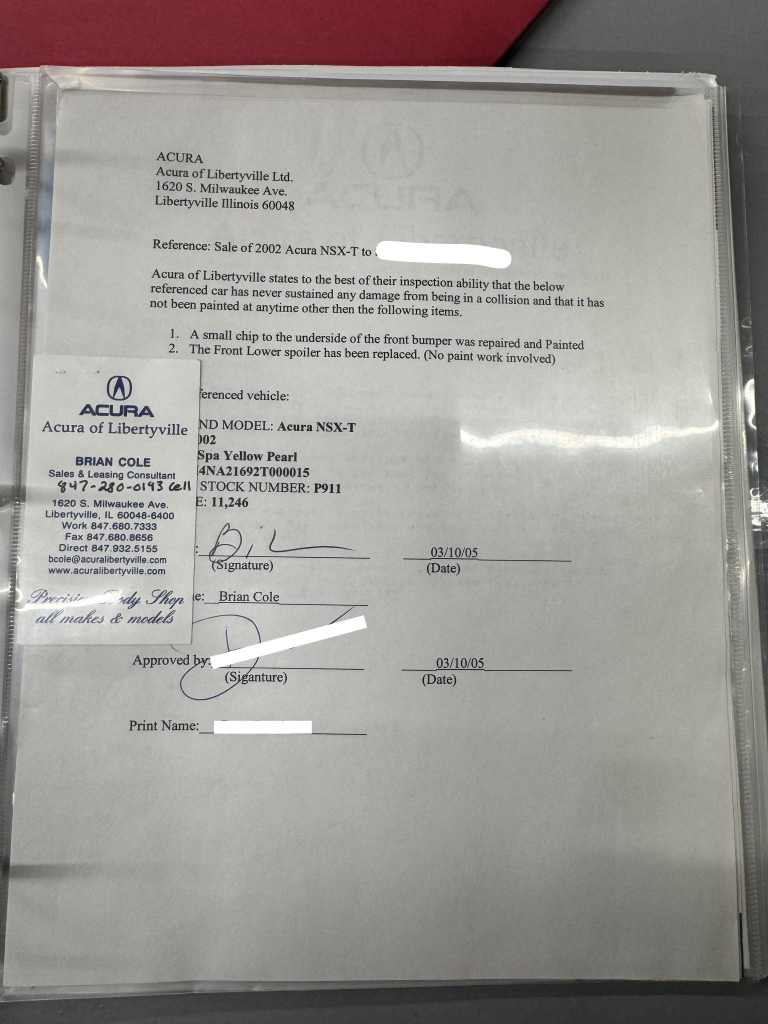 ACURA
Acura of Libertyville Ltd.
1620 S. Milwaukee Ave.
Libertyville Illinois 60048
Reference: Sale of 2002 Acura NSX-T to
Acura of Libertyville states to the best of their inspection ability that the below
referenced car has never sustained any damage from being in a collision and that it has
not been painted at anytime other then the following items.
1. A small chip to the underside of the front bumper was repaired and Painted
2. The Front Lower spoiler has been replaced. (No paint work involved)
ferenced vehicle:
ND MODEL: Acura NSX-T
002
Spa Yellow Pearl
4NA21692T000015
STOCK NUMBER: P911
E: 11,246
03/10/05
(Signature)
(Date)
e: Brian Cole
Approved by:
03/10/05
(Siganture)
(Date)
Print Name:
ACURA
Acura of Libertyville
BRIAN COLE
Sales & Leasing Consultant
847-280-0193 cell
1620 S. Milwaukee Ave.
Libertyville, IL 60048-6400
Work 847.680.7333
Fax 847.680.8656
Direct 847.932.5155
bcole@acuralibertyville.com
www.acuralibertyville.com
Precision Body Shop
all makes & models